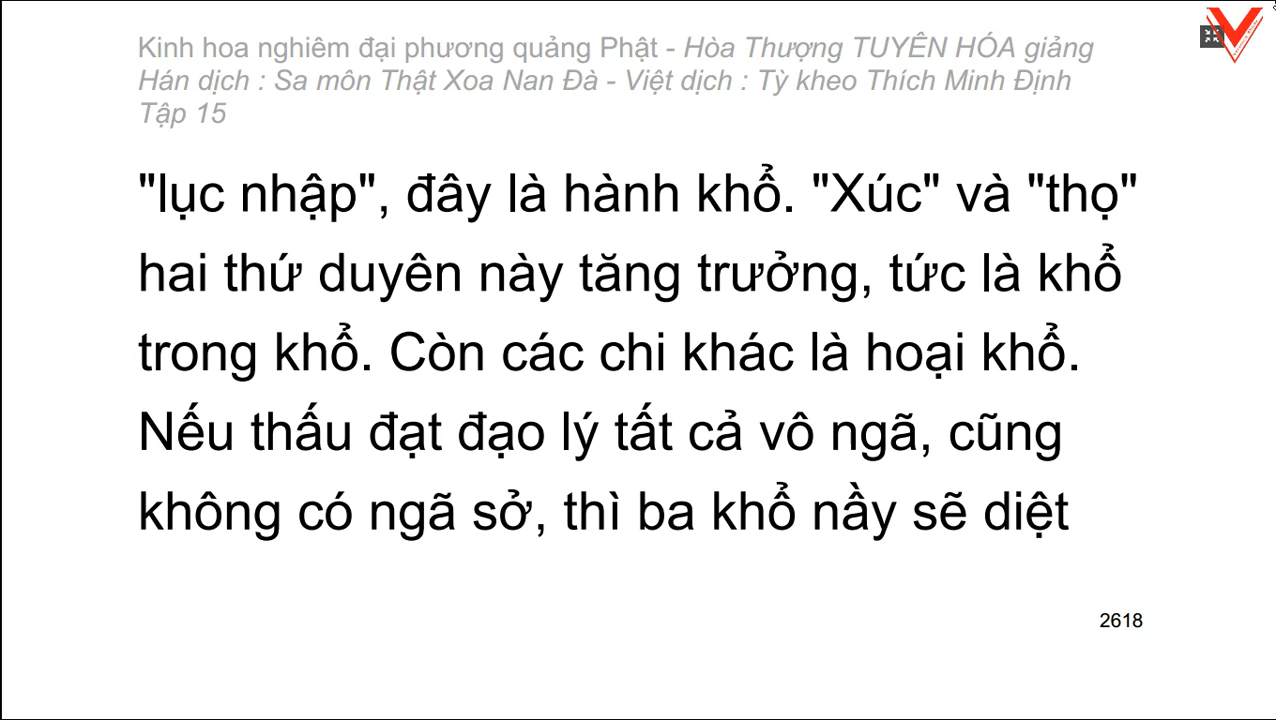 Kinh hoa nghiêm đại phương quảng Phật - Hòa Thượng TUYÊN HÓA giảng
Hán dịch : Sa môn Thật Xoa Nan Đà - Việt dịch : Tỳ kheo Thích Minh Định
Tập 15
"lục nhập", đây là hành khổ. "Xúc" và "thọ"
hai thứ duyên này tăng trưởng, tức là khổ
trong khổ. Còn các chi khác là hoại khổ.
Nếu thấu đạt đạo lý tất cả vô ngã, cũng
không có ngã sở, thì ba khổ nầy sẽ diệt
2618